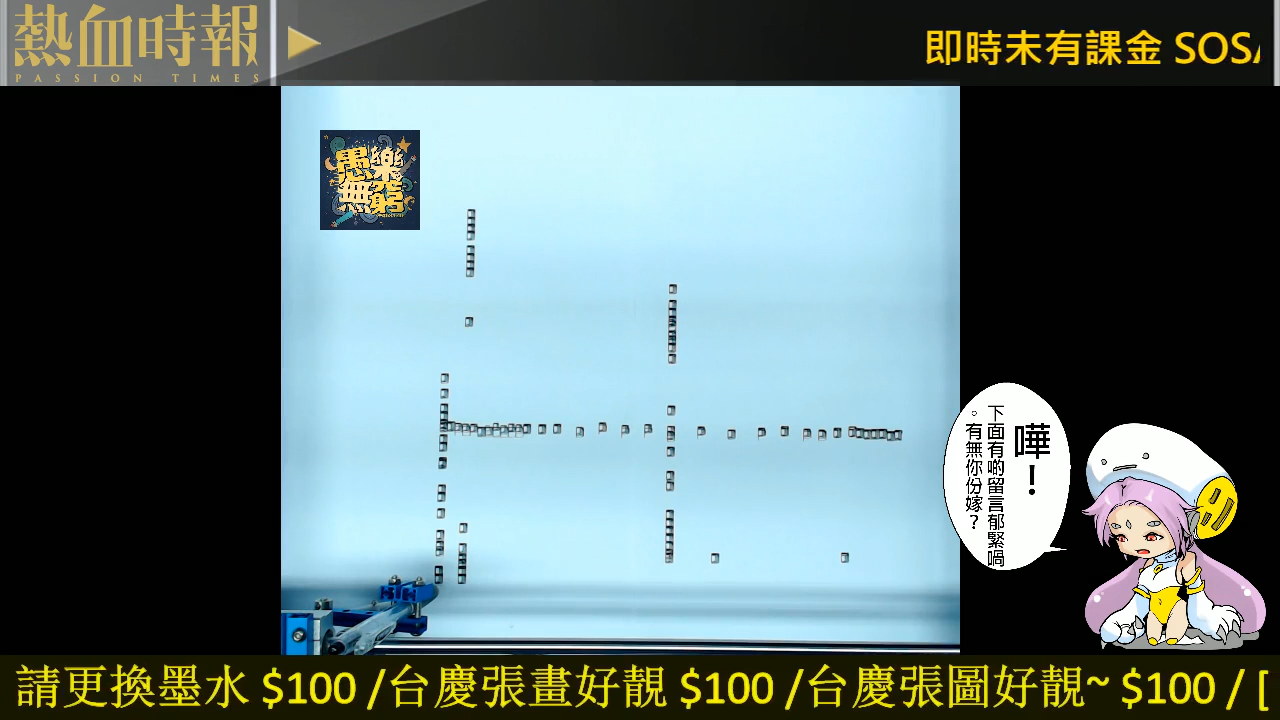 熱血時報
PASSION TIMES
即時未有課金 SOS
愚樂
無窮
嘩！
下面有啲留言郁緊喎
。有無你份嫁？
請更換墨水 $100 /台慶張畫好靚 $100 /台慶張圖好靚~ $100 / [